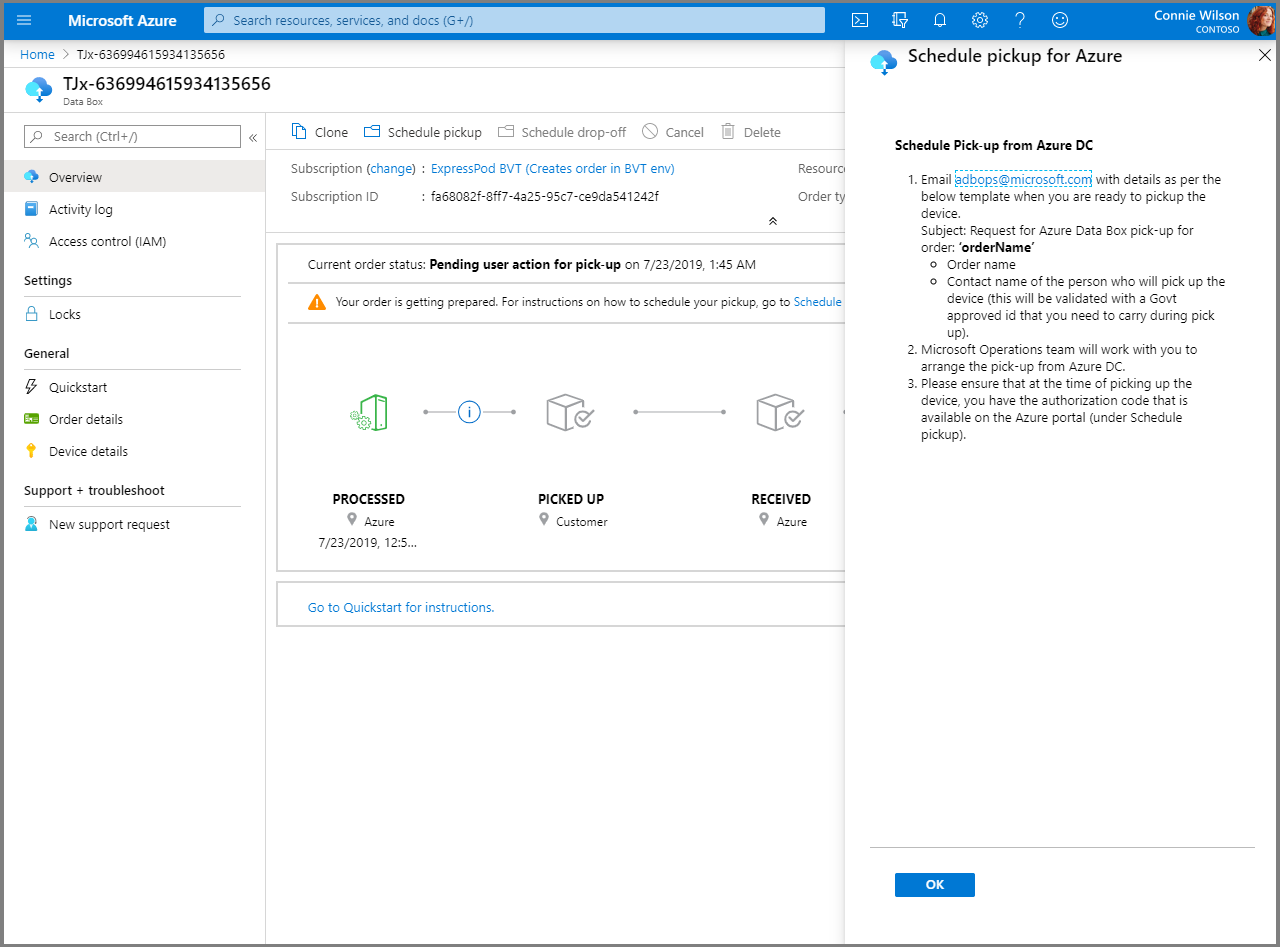 Microsoft Azure
Search resources, services, and docs (G+/)
Connie Wilson
CONTOSO
Home > TJx-636994615934135656
TJx-636994615934135656
Data Box
Search (Ctrl+/)
«
Overview
Activity log
Access control (IAM)
Settings
Locks
General
Quickstart
Order details
Device details
Support + troubleshoot
New support request
Clone
Schedule pickup
Schedule drop-off
Cancel
Delete
Subscription (change) : ExpressPod BVT (Creates order in BVT env)
Resourc
Subscription ID : fa68082f-8ff7-4a25-95c7-ce9da541242f
Order ty
Current order status: Pending user action for pick-up on 7/23/2019, 1:45 AM
Your order is getting prepared. For instructions on how to schedule your pickup, go to Schedule
PROCESSED
Azure
7/23/2019, 12:5...
PICKED UP
Customer
RECEIVED
Azure
Go to Quickstart for instructions.
Schedule pickup for Azure
Schedule Pick-up from Azure DC
1. Email adbops@microsoft.com with details as per the
below template when you are ready to pickup the
device.
Subject: Request for Azure Data Box pick-up for
order: ‘orderName’
Order name
Contact name of the person who will pick up the
device (this will be validated with a Govt
approved id that you need to carry during pick
up).
2. Microsoft Operations team will work with you to
arrange the pick-up from Azure DC.
3. Please ensure that at the time of picking up the
device, you have the authorization code that is
available on the Azure portal (under Schedule
pickup).
OK